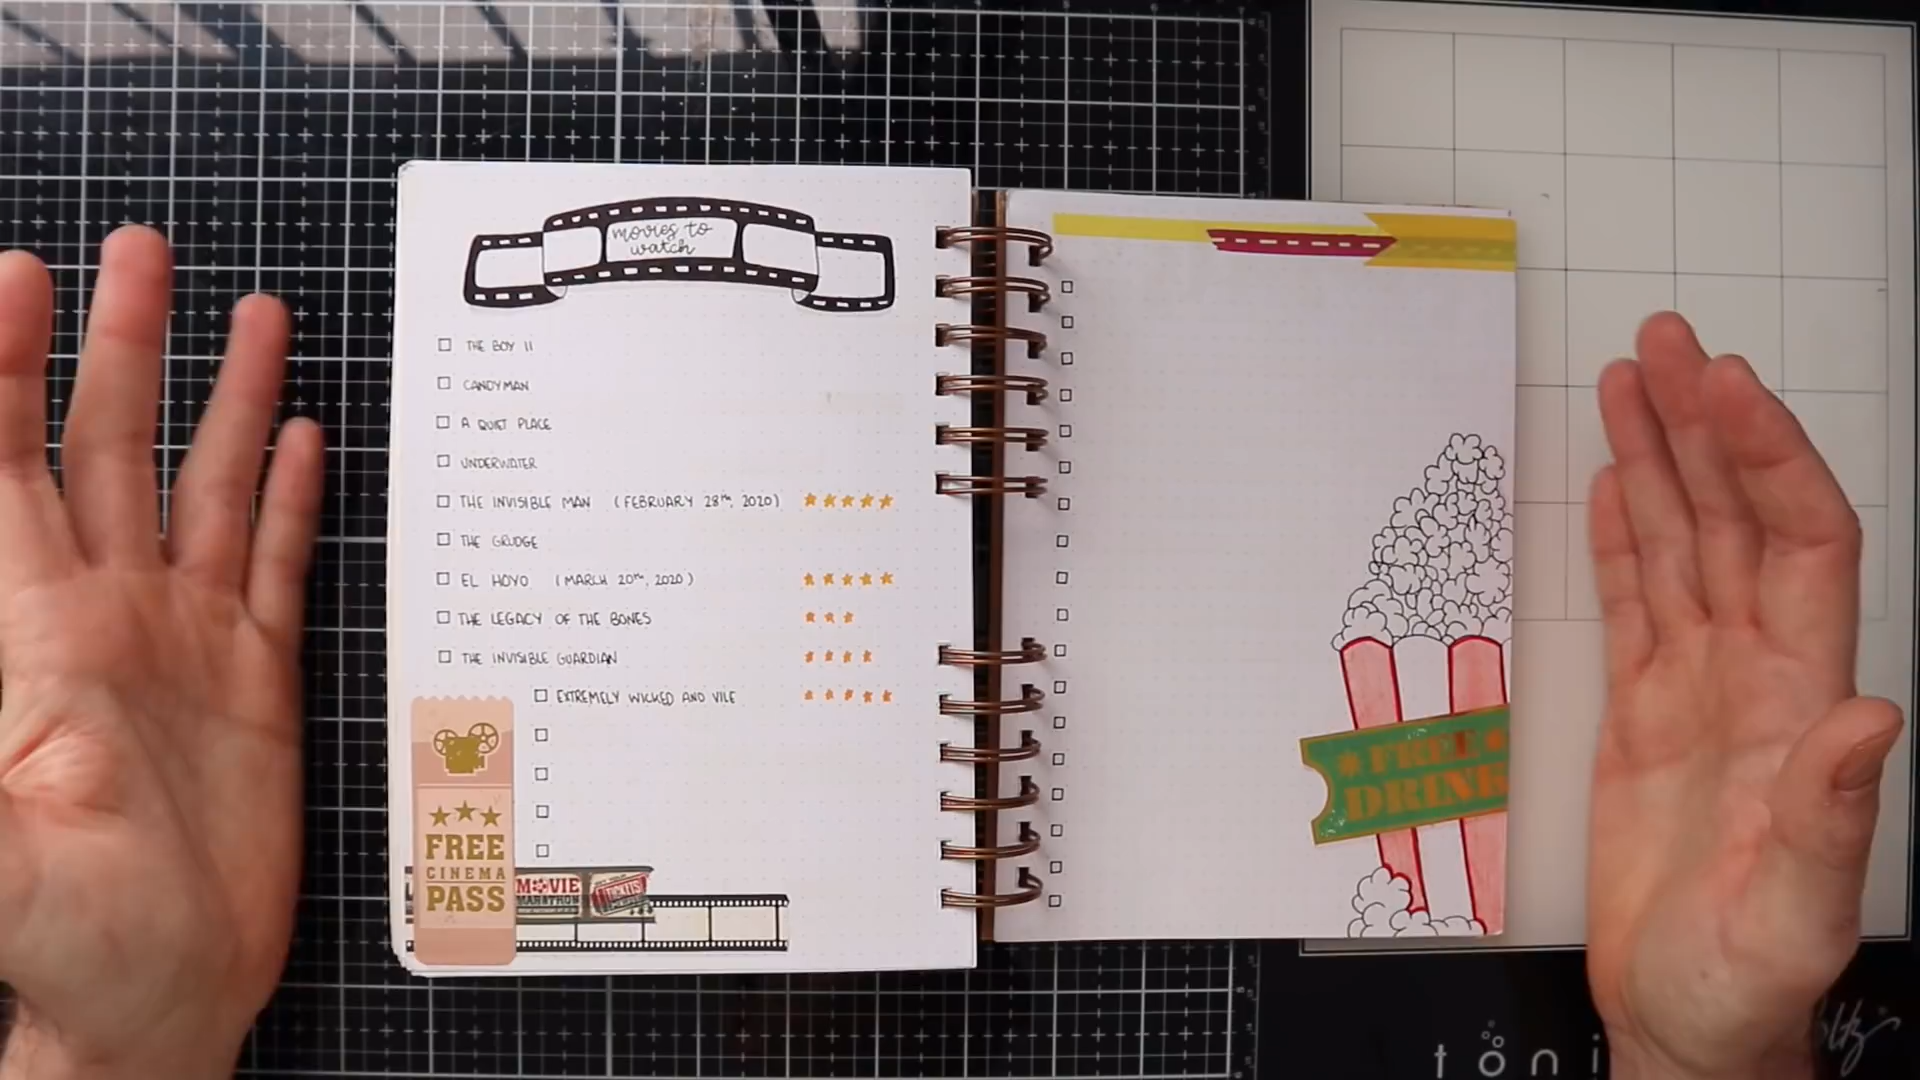 movies to
watch
THE BOY II
CANDYMAN
A QUIET PLACE
UNDERWATER
THE INVISIBLE MAN (FEBRUARY 28TH, 2020)
THE GRUDGE
EL HOYO (MARCH 20TH, 2020)
THE LEGACY OF THE BONES
THE INVISIBLE GUARDIAN
EXTREMELY WICKED AND VILE
FREE
CINEMA
PASS
MOVIE
MARATHON
TICKETS
FREE
DRINK
toni